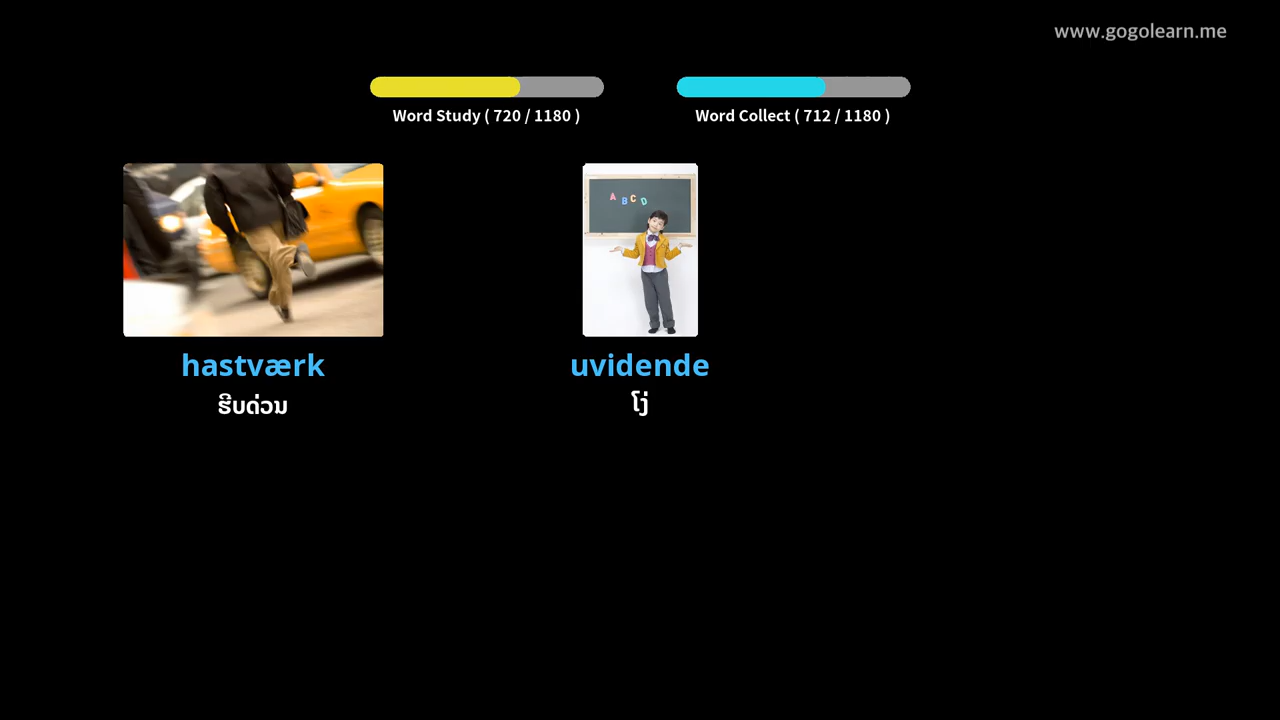 www.gogolearn.me
Word Study ( 720 / 1180 )
Word Collect ( 712 / 1180 )
A B C D
hastværk
ຮີບດ່ວນ
uvidende
ໂງ່